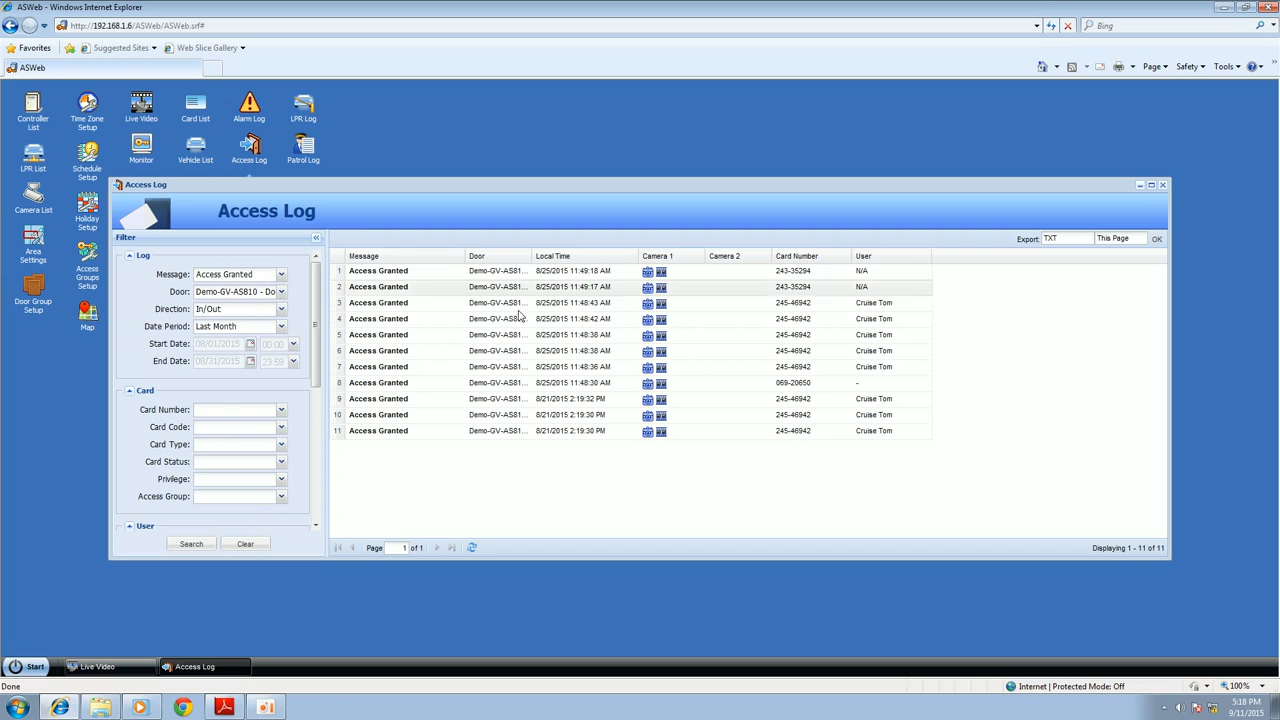 ASWeb - Windows Internet Explorer
http://192.168.1.6/ASWeb/ASWeb.srf#
Bing
Favorites
Suggested Sites
Web Slice Gallery
ASWeb
Page
Safety
Tools
Controller List
Time Zone Setup
Live Video
Card List
Alarm Log
LPR Log
LPR List
Schedule Setup
Monitor
Vehicle List
Access Log
Patrol Log
Camera List
Holiday Setup
Area Settings
Access Groups Setup
Door Group Setup
Map
Access Log
Access Log
Filter
Log
Message: Access Granted
Door: Demo-GV-AS810 - Do
Direction: In/Out
Date Period: Last Month
Start Date: 08/01/2015 00:00
End Date: 08/31/2015 23:59
Card
Card Number:
Card Code:
Card Type:
Card Status:
Privilege:
Access Group:
User
Search Clear
Export: TXT This Page OK
Message Door Local Time Camera 1 Camera 2 Card Number User
1 Access Granted Demo-GV-AS81... 8/25/2015 11:49:18 AM 243-35294 N/A
2 Access Granted Demo-GV-AS81... 8/25/2015 11:49:17 AM 243-35294 N/A
3 Access Granted Demo-GV-AS81... 8/25/2015 11:48:43 AM 245-46942 Cruise Tom
4 Access Granted Demo-GV-AS81... 8/25/2015 11:48:42 AM 245-46942 Cruise Tom
5 Access Granted Demo-GV-AS81... 8/25/2015 11:48:38 AM 245-46942 Cruise Tom
6 Access Granted Demo-GV-AS81... 8/25/2015 11:48:38 AM 245-46942 Cruise Tom
7 Access Granted Demo-GV-AS81... 8/25/2015 11:48:36 AM 245-46942 Cruise Tom
8 Access Granted Demo-GV-AS81... 8/25/2015 11:48:30 AM 069-20650 -
9 Access Granted Demo-GV-AS81... 8/21/2015 2:19:32 PM 245-46942 Cruise Tom
10 Access Granted Demo-GV-AS81... 8/21/2015 2:19:30 PM 245-46942 Cruise Tom
11 Access Granted Demo-GV-AS81... 8/21/2015 2:19:30 PM 245-46942 Cruise Tom
Page 1 of 1
Displaying 1 - 11 of 11
Start
Live Video
Access Log
Done
Internet | Protected Mode: Off
100%
5:18 PM
9/11/2015